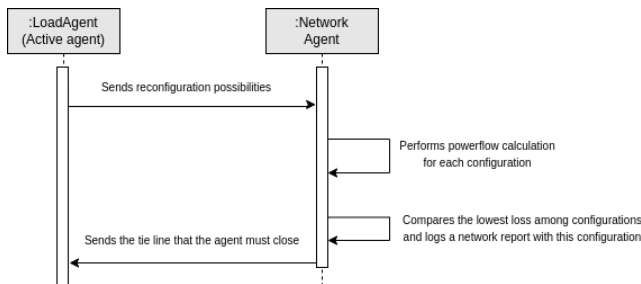 :LoadAgent
(Active agent)
:Network
Agent
Sends reconfiguration possibilities
Performs powerflow calculation
for each configuration
Compares the lowest loss among configurations
and logs a network report with this configuration
Sends the tie line that the agent must close